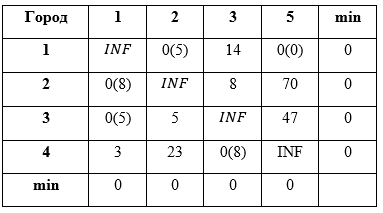 Город 1 2 3 5 min
1 INF 0(5) 14 0(0) 0
2 0(8) INF 8 70 0
3 0(5) 5 INF 47 0
4 3 23 0(8) INF 0
min 0 0 0 0